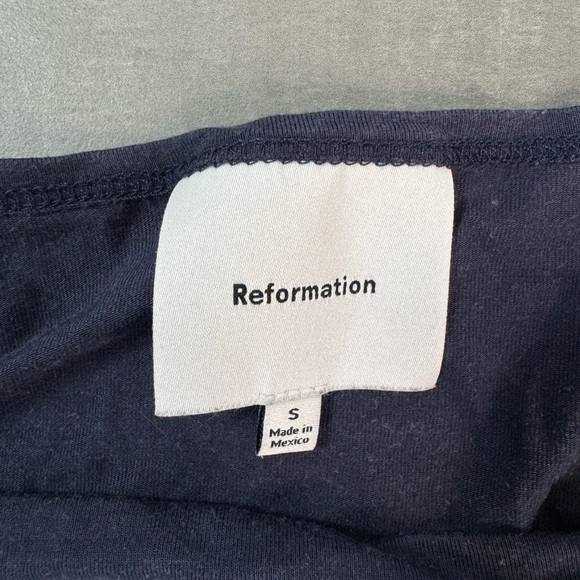 Reformation
S
Made in
Mexico